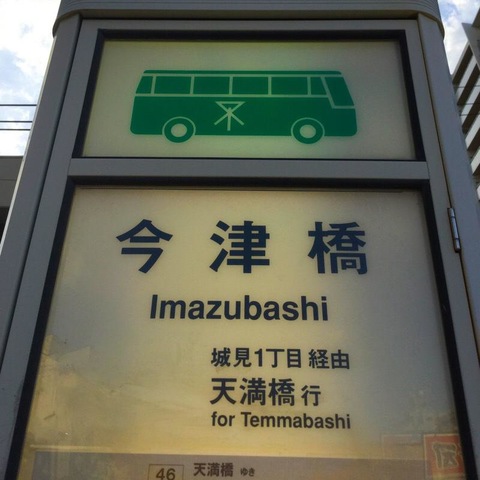 今津橋
Imazubashi
城見1丁目 経由
天満橋 行
for Temmabashi
46 天満橋 ゆき